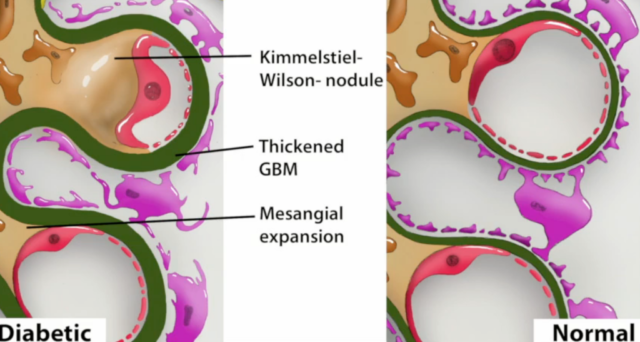 Kimmelstiel-
Wilson- nodule
Thickened
GBM
Mesangial
expansion
Diabetic
Normal